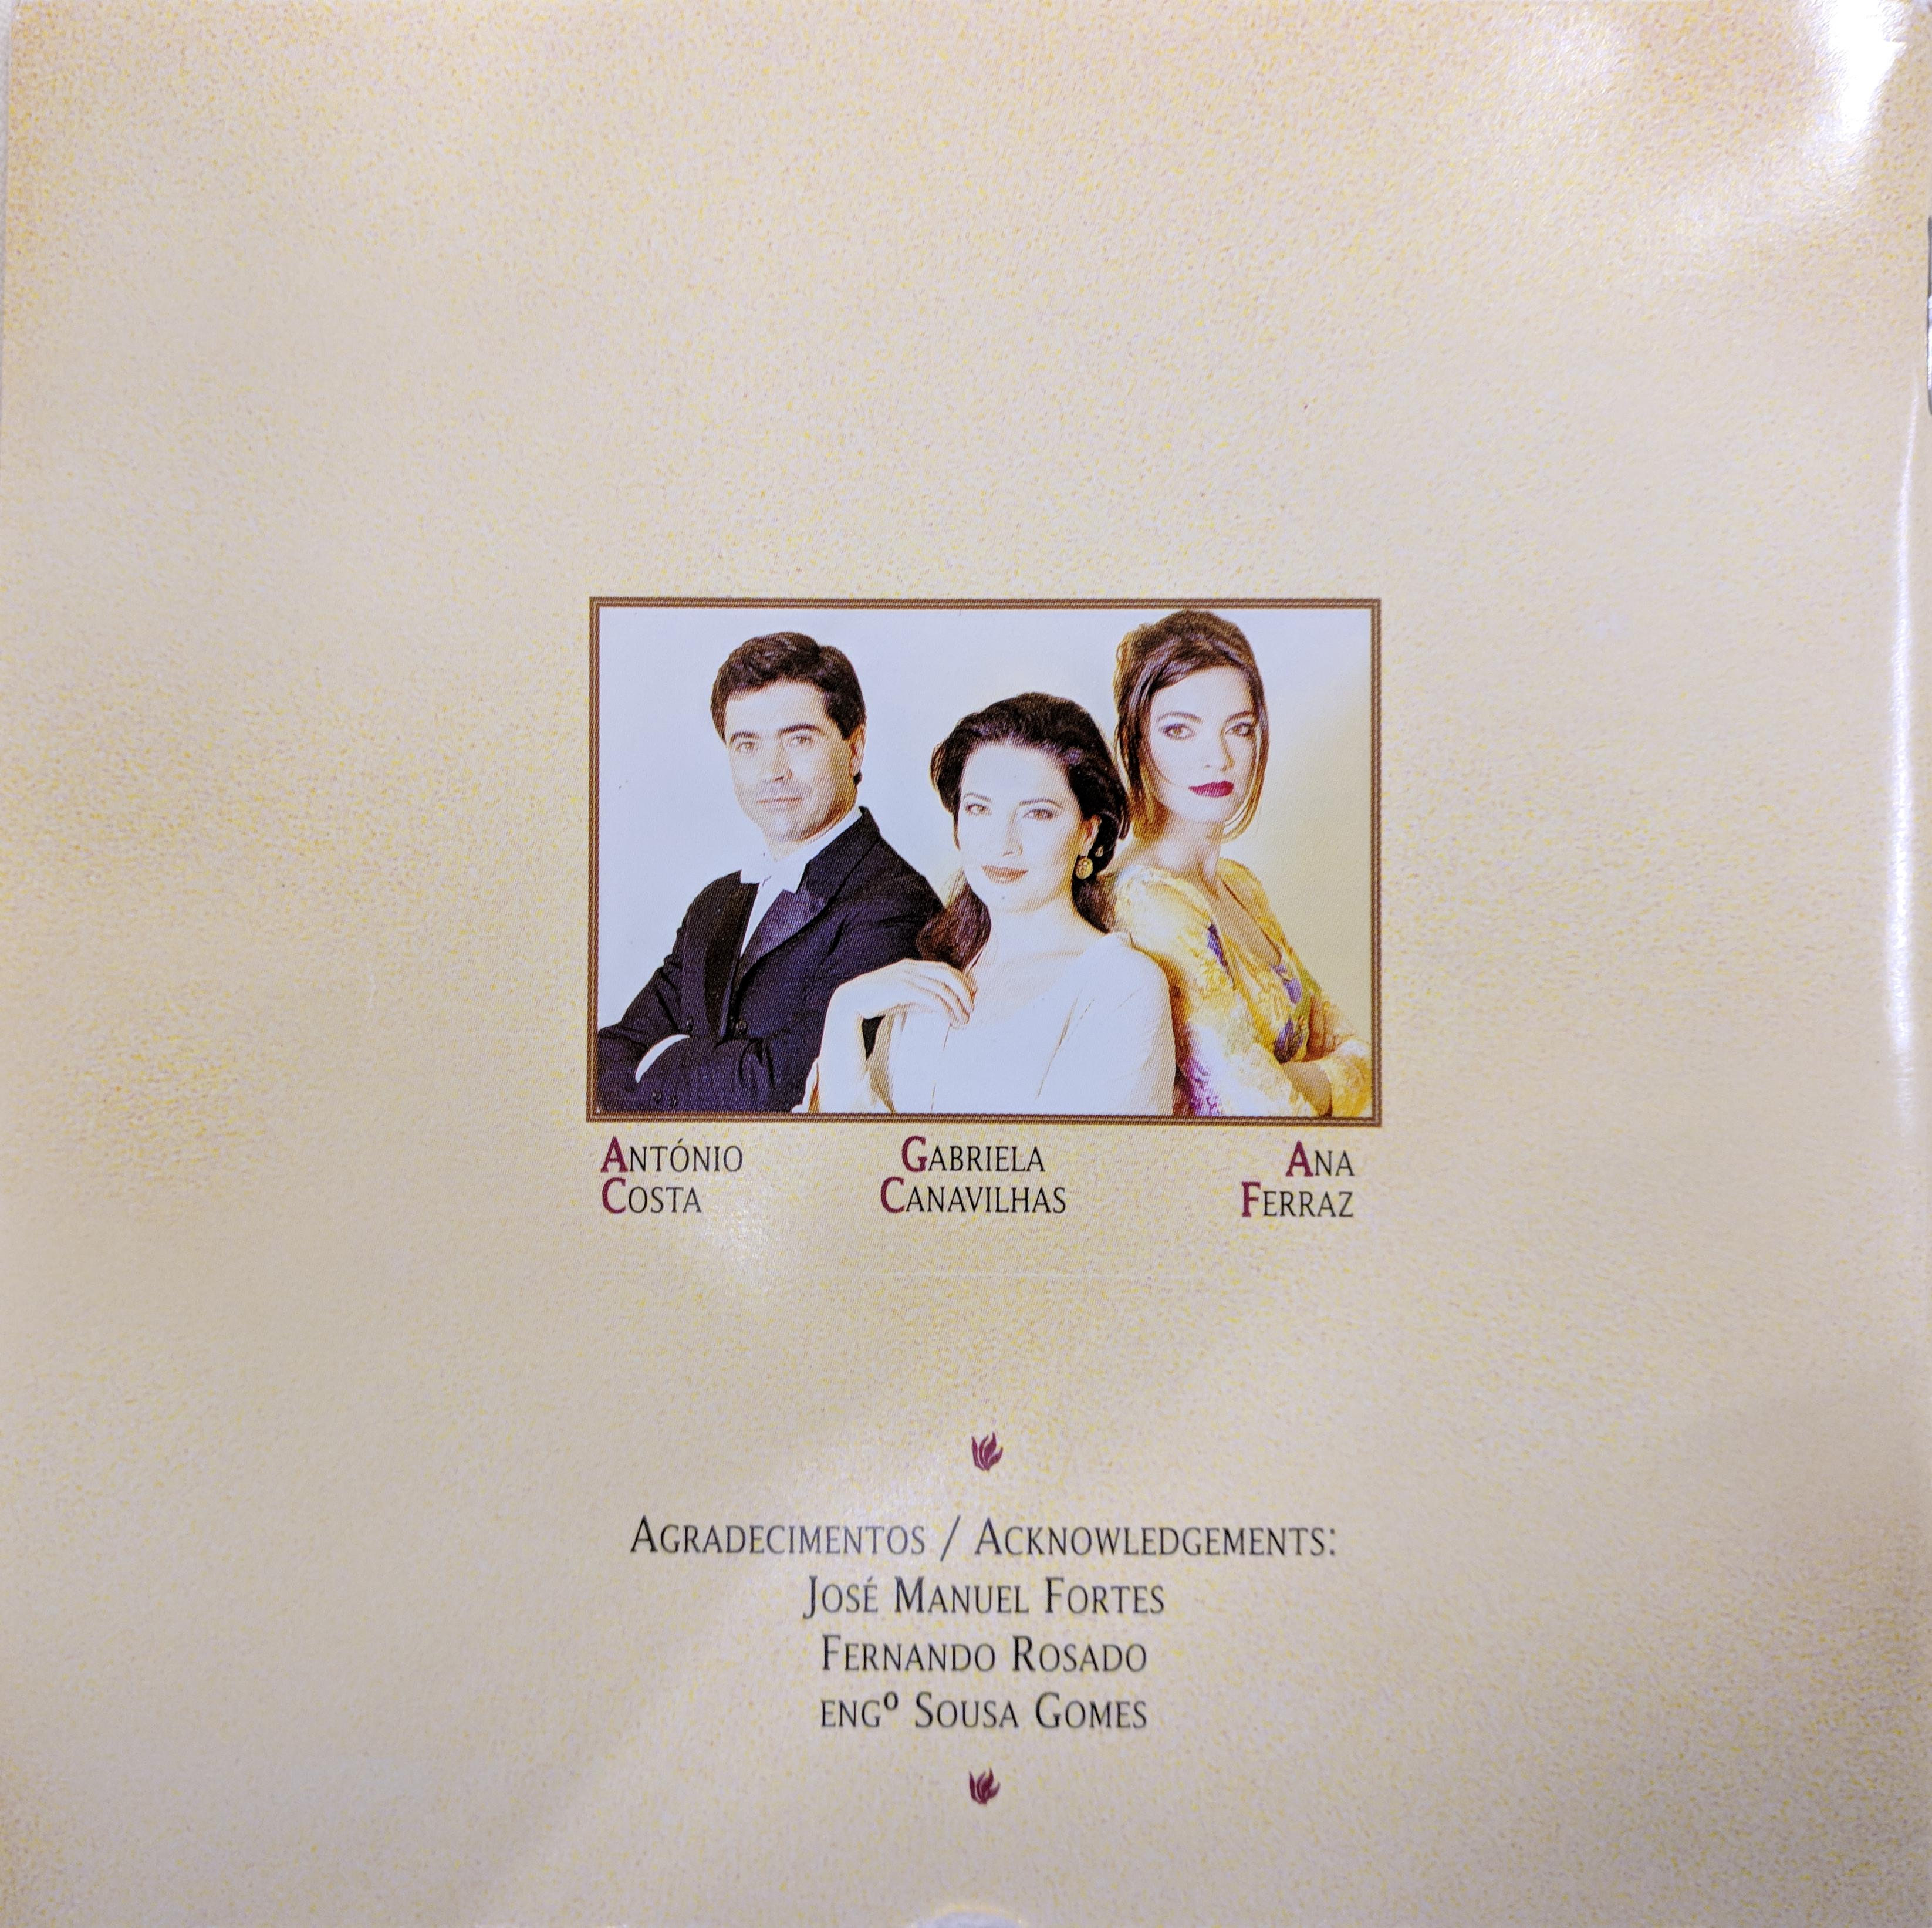 ANTÓNIO
COSTA
GABRIELA
CANAVILHAS
ANA
FERRAZ
AGRADECIMENTOS / ACKNOWLEDGEMENTS:
JOSÉ MANUEL FORTES
FERNANDO ROSADO
ENGº SOUSA GOMES